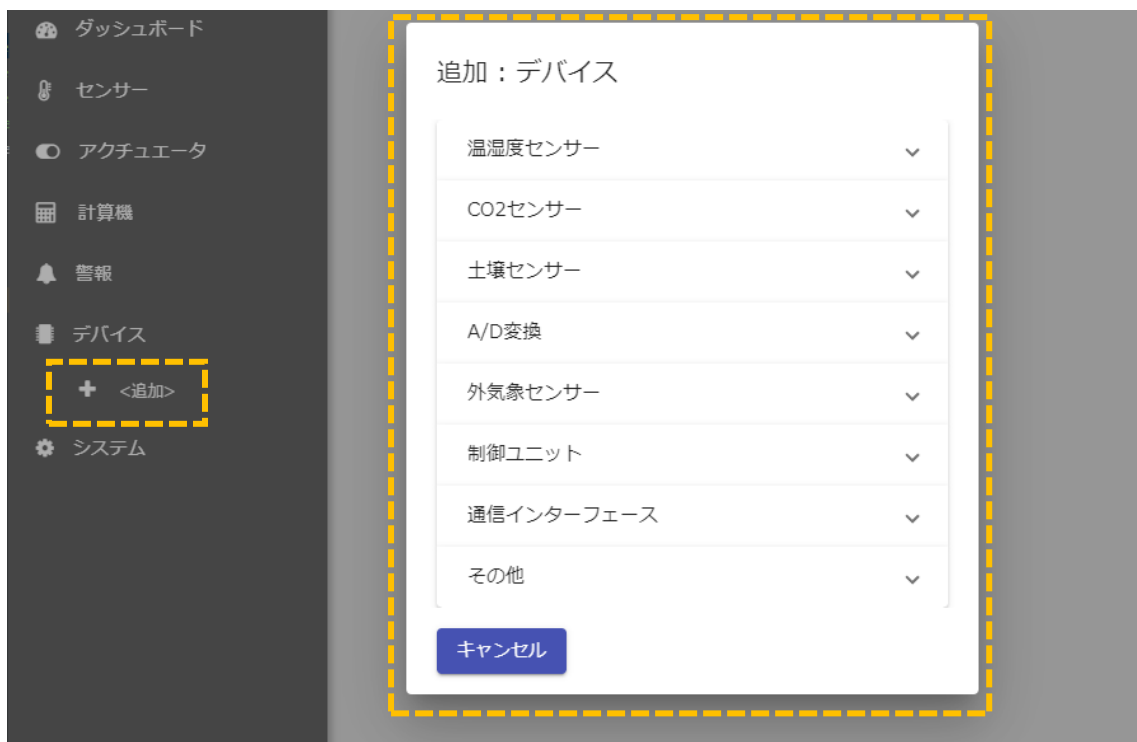 ダッシュボード
センサー
アクチュエータ
計算機
警報
デバイス
<追加>
システム
追加：デバイス
温湿度センサー
CO2センサー
土壌センサー
A/D変換
外気象センサー
制御ユニット
通信インターフェース
その他
キャンセル